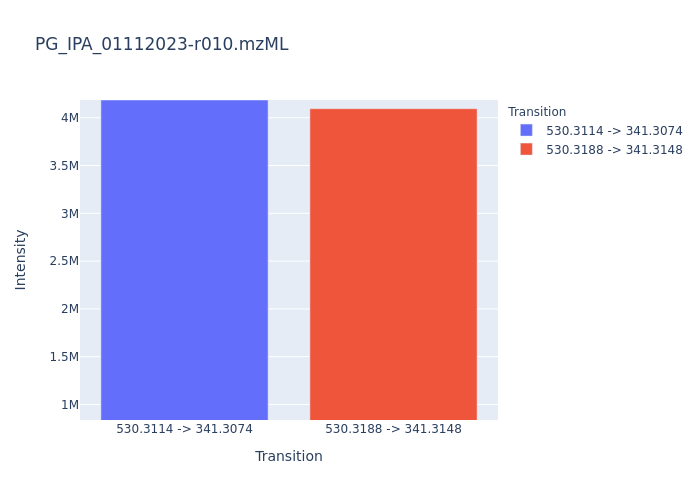 PG_IPA_01112023-r010.mzML
Intensity
4M
3.5M
3M
2.5M
2M
1.5M
1M
530.3114 -> 341.3074
530.3188 -> 341.3148
Transition
Transition
530.3114 -> 341.3074
530.3188 -> 341.3148